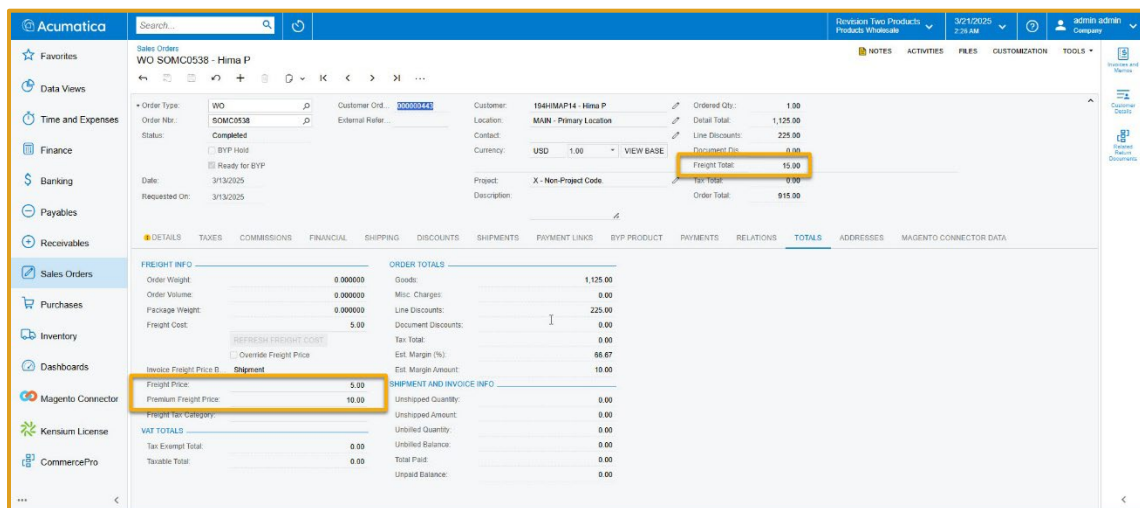 Acumatica
Search...
Revision Two Products
Products Wholesale
3/21/2025
2:26 AM
admin admin
Company
Favorites
Data Views
Time and Expenses
Finance
Banking
Payables
Receivables
Sales Orders
Purchases
Inventory
Dashboards
Magento Connector
Kensium License
CommercePro
Sales Orders
WO SOMC0538 - Hima P
NOTES ACTIVITIES FILES CUSTOMIZATION TOOLS
Invoices and Memos
Customer Details
Related Return Documents
Order Type: WO
Order Nbr.: SOMC0538
Status: Completed
BYP Hold
Ready for BYP
Date: 3/13/2025
Requested On: 3/13/2025
Customer Ord... 000000443
External Refer...
Customer: 194HIMAP14 - Hima P
Location: MAIN - Primary Location
Contact:
Currency: USD 1.00 VIEW BASE
Project: X - Non-Project Code.
Description:
Ordered Qty.: 1.00
Detail Total: 1,125.00
Line Discounts: 225.00
Document Dis... 0.00
Freight Total: 15.00
Tax Total: 0.00
Order Total: 915.00
DETAILS TAXES COMMISSIONS FINANCIAL SHIPPING DISCOUNTS SHIPMENTS PAYMENT LINKS BYP PRODUCT PAYMENTS RELATIONS TOTALS ADDRESSES MAGENTO CONNECTOR DATA
FREIGHT INFO
Order Weight: 0.000000
Order Volume: 0.000000
Package Weight: 0.000000
Freight Cost: 5.00
REFRESH FREIGHT COST
Override Freight Price
Invoice Freight Price B... Shipment
Freight Price: 5.00
Premium Freight Price: 10.00
Freight Tax Category:
VAT TOTALS
Tax Exempt Total: 0.00
Taxable Total: 0.00
ORDER TOTALS
Goods: 1,125.00
Misc. Charges: 0.00
Line Discounts: 225.00
Document Discounts: 0.00
Tax Total: 0.00
Est. Margin (%): 66.67
Est. Margin Amount: 10.00
SHIPMENT AND INVOICE INFO
Unshipped Quantity: 0.00
Unshipped Amount: 0.00
Unbilled Quantity: 0.00
Unbilled Balance: 0.00
Total Paid: 0.00
Unpaid Balance: 0.00